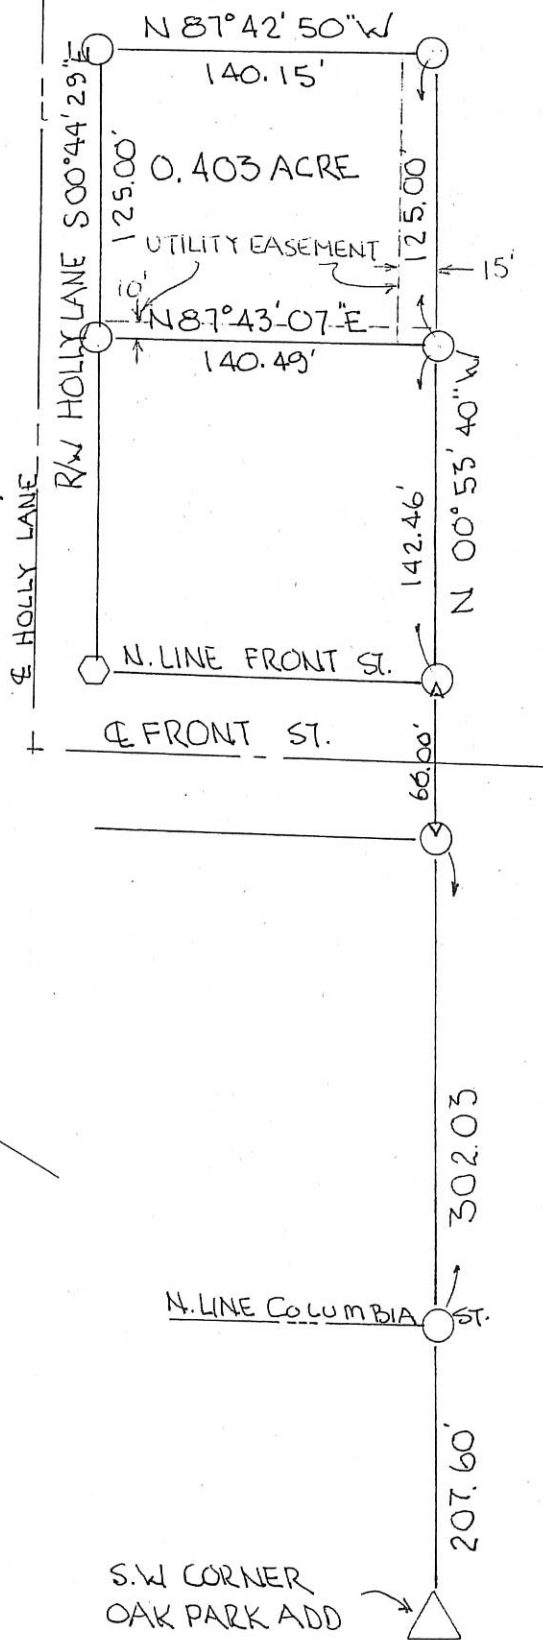 N 87°42'50"W
140.15'
R/W HOLLY LANE S00°44'29"E
125.00'
0.403 ACRE
125.00'
UTILITY EASEMENT
15'
10'
N87°43'07"E
140.49'
℄ HOLLY LANE
142.46'
N 00°53'40"W
N. LINE FRONT ST.
℄ FRONT ST.
66.00'
302.03
N. LINE COLUMBIA ST.
207.60'
S.W CORNER
OAK PARK ADD